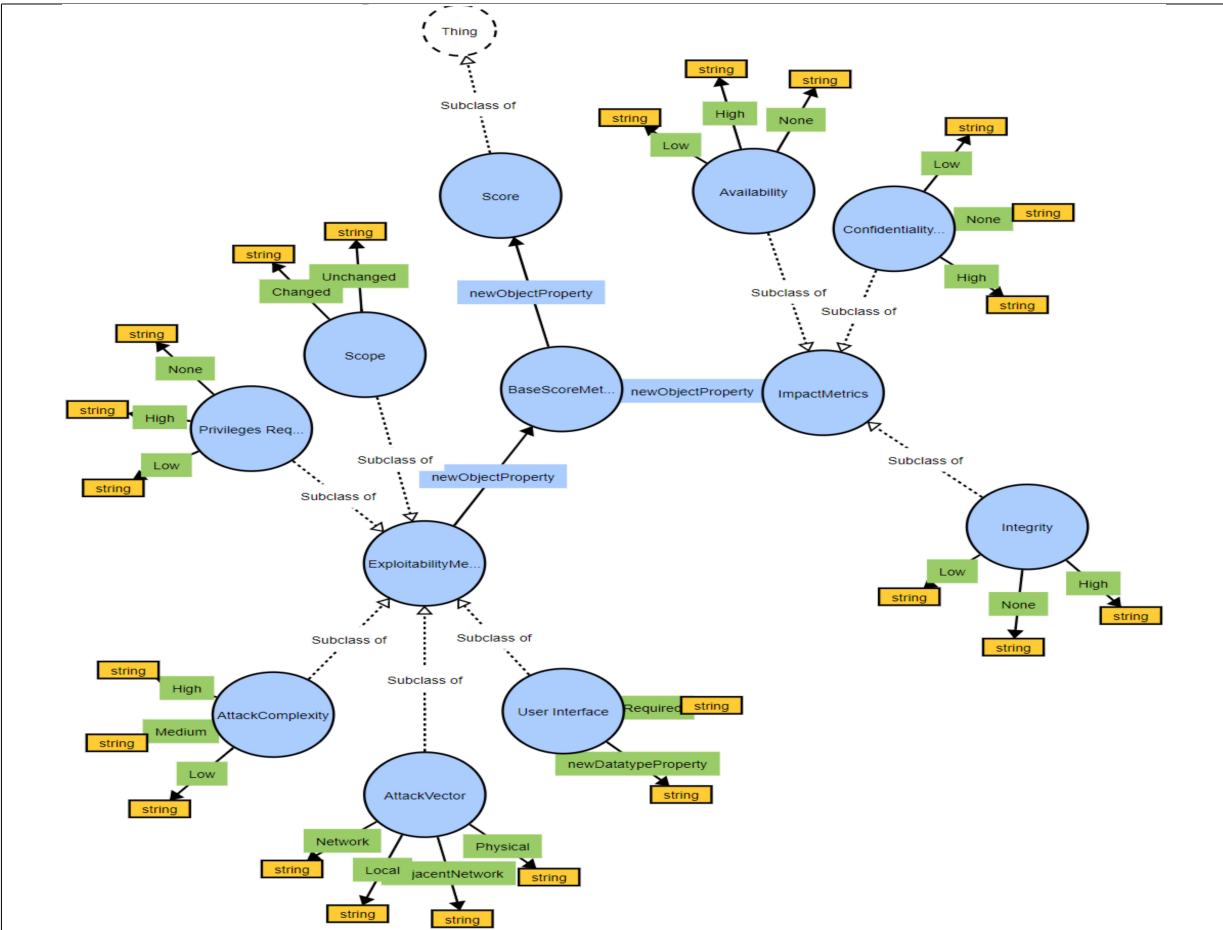 Thing
string
string
Subclass of
string
High
None
string
Low
Low
Score
Availability
None
string
Confidentiality...
string
string
Unchanged
Changed
High
newObjectProperty
Subclass of
string
Subclass of
string
None
Scope
BaseScoreMet...
newObjectProperty
ImpactMetrics
string
High
Privileges Req...
Low
Subclass of
Subclass of
string
newObjectProperty
Subclass of
Integrity
ExploitabilityMe...
Low
High
string
None
string
Subclass of
Subclass of
string
Subclass of
string
High
AttackComplexity
User Interface
Required
string
Medium
string
Low
newDatatypeProperty
string
AttackVector
string
Network
Physical
string
Local
jacentNetwork
string
string
string